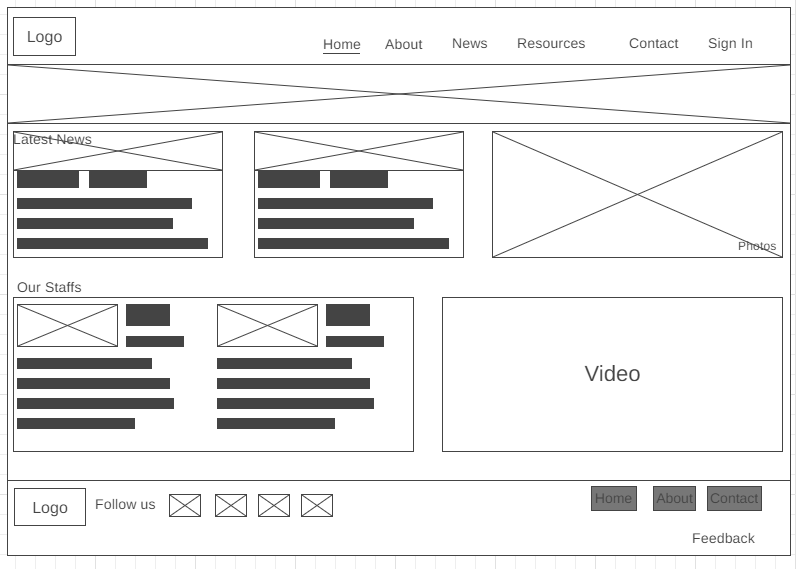 Logo
Home About News Resources Contact Sign In
Latest News
Photos
Our Staffs
Video
Logo Follow us Home About Contact
Feedback